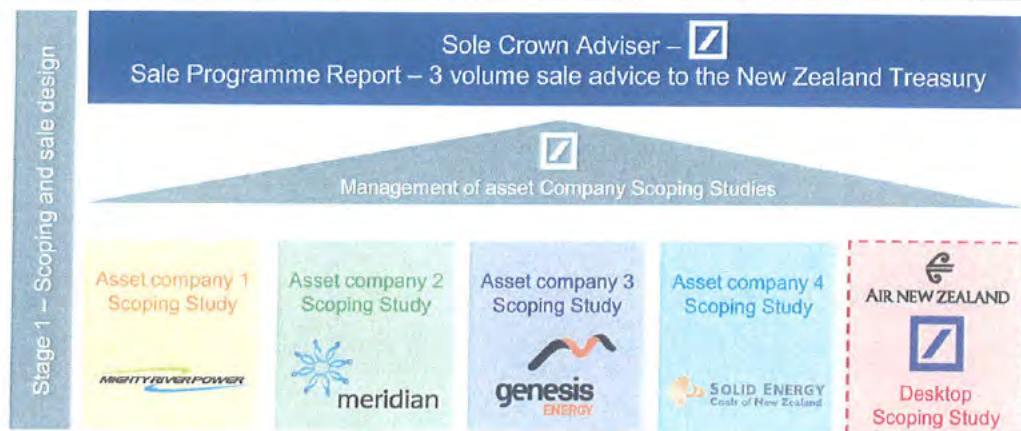 Stage 1 – Scoping and sale design
Sole Crown Adviser –
Sale Programme Report – 3 volume sale advice to the New Zealand Treasury
Management of asset Company Scoping Studies
Asset company 1
Scoping Study
MIGHTYRIVERPOWER
Asset company 2
Scoping Study
meridian
Asset company 3
Scoping Study
genesis
ENERGY
Asset company 4
Scoping Study
SOLID ENERGY
Coals of New Zealand
AIR NEW ZEALAND
Desktop
Scoping Study